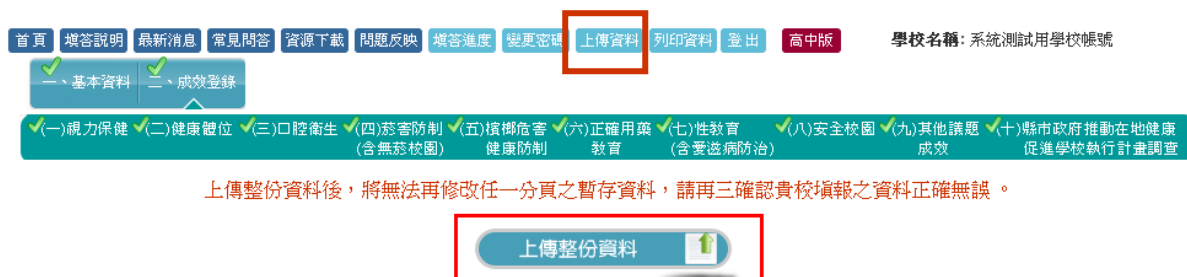 首頁 填答說明 最新消息 常見問答 資源下載 問題反映 填答進度 變更密碼 上傳資料 列印資料 登出 高中版 學校名稱: 系統測試用學校帳號
一、基本資料 二、成效登錄
(一)視力保健 (二)健康體位 (三)口腔衛生 (四)菸害防制 (五)檳榔危害 (六)正確用藥 (七)性教育 (八)安全校園 (九)其他議題 (十)縣市政府推動在地健康
(含無菸校園) 健康防制 教育 (含愛滋病防治) 成效 促進學校執行計畫調查
上傳整份資料後，將無法再修改任一分頁之暫存資料，請再三確認貴校填報之資料正確無誤。
上傳整份資料